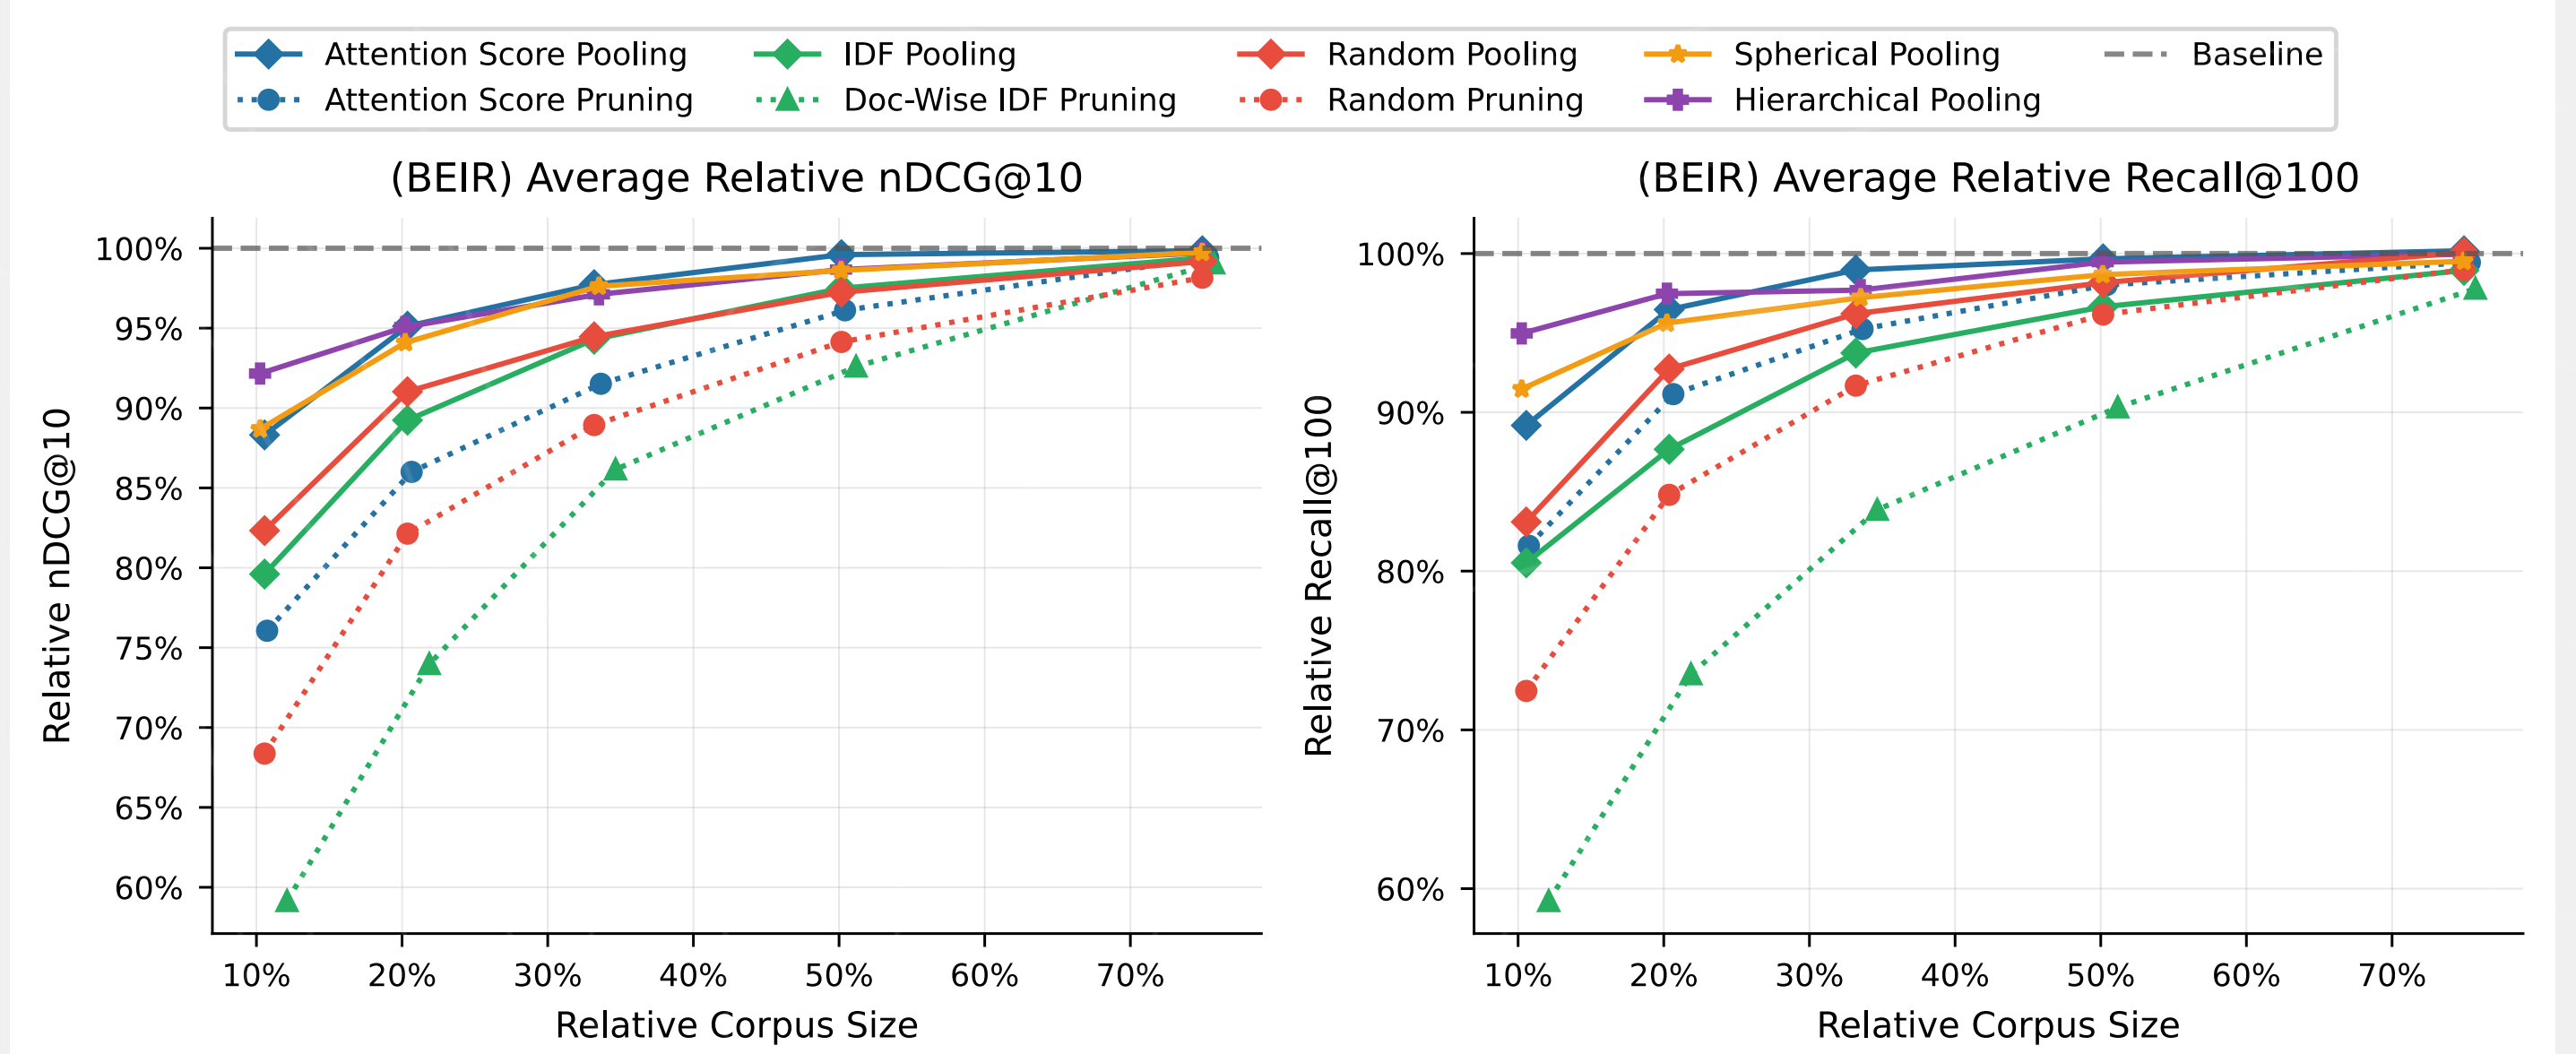 Attention Score Pooling
Attention Score Pruning
IDF Pooling
Doc-Wise IDF Pruning
Random Pooling
Random Pruning
Spherical Pooling
Hierarchical Pooling
Baseline
(BEIR) Average Relative nDCG@10
Relative nDCG@10
100%
95%
90%
85%
80%
75%
70%
65%
60%
10% 20% 30% 40% 50% 60% 70%
Relative Corpus Size
(BEIR) Average Relative Recall@100
Relative Recall@100
100%
90%
80%
70%
60%
10% 20% 30% 40% 50% 60% 70%
Relative Corpus Size